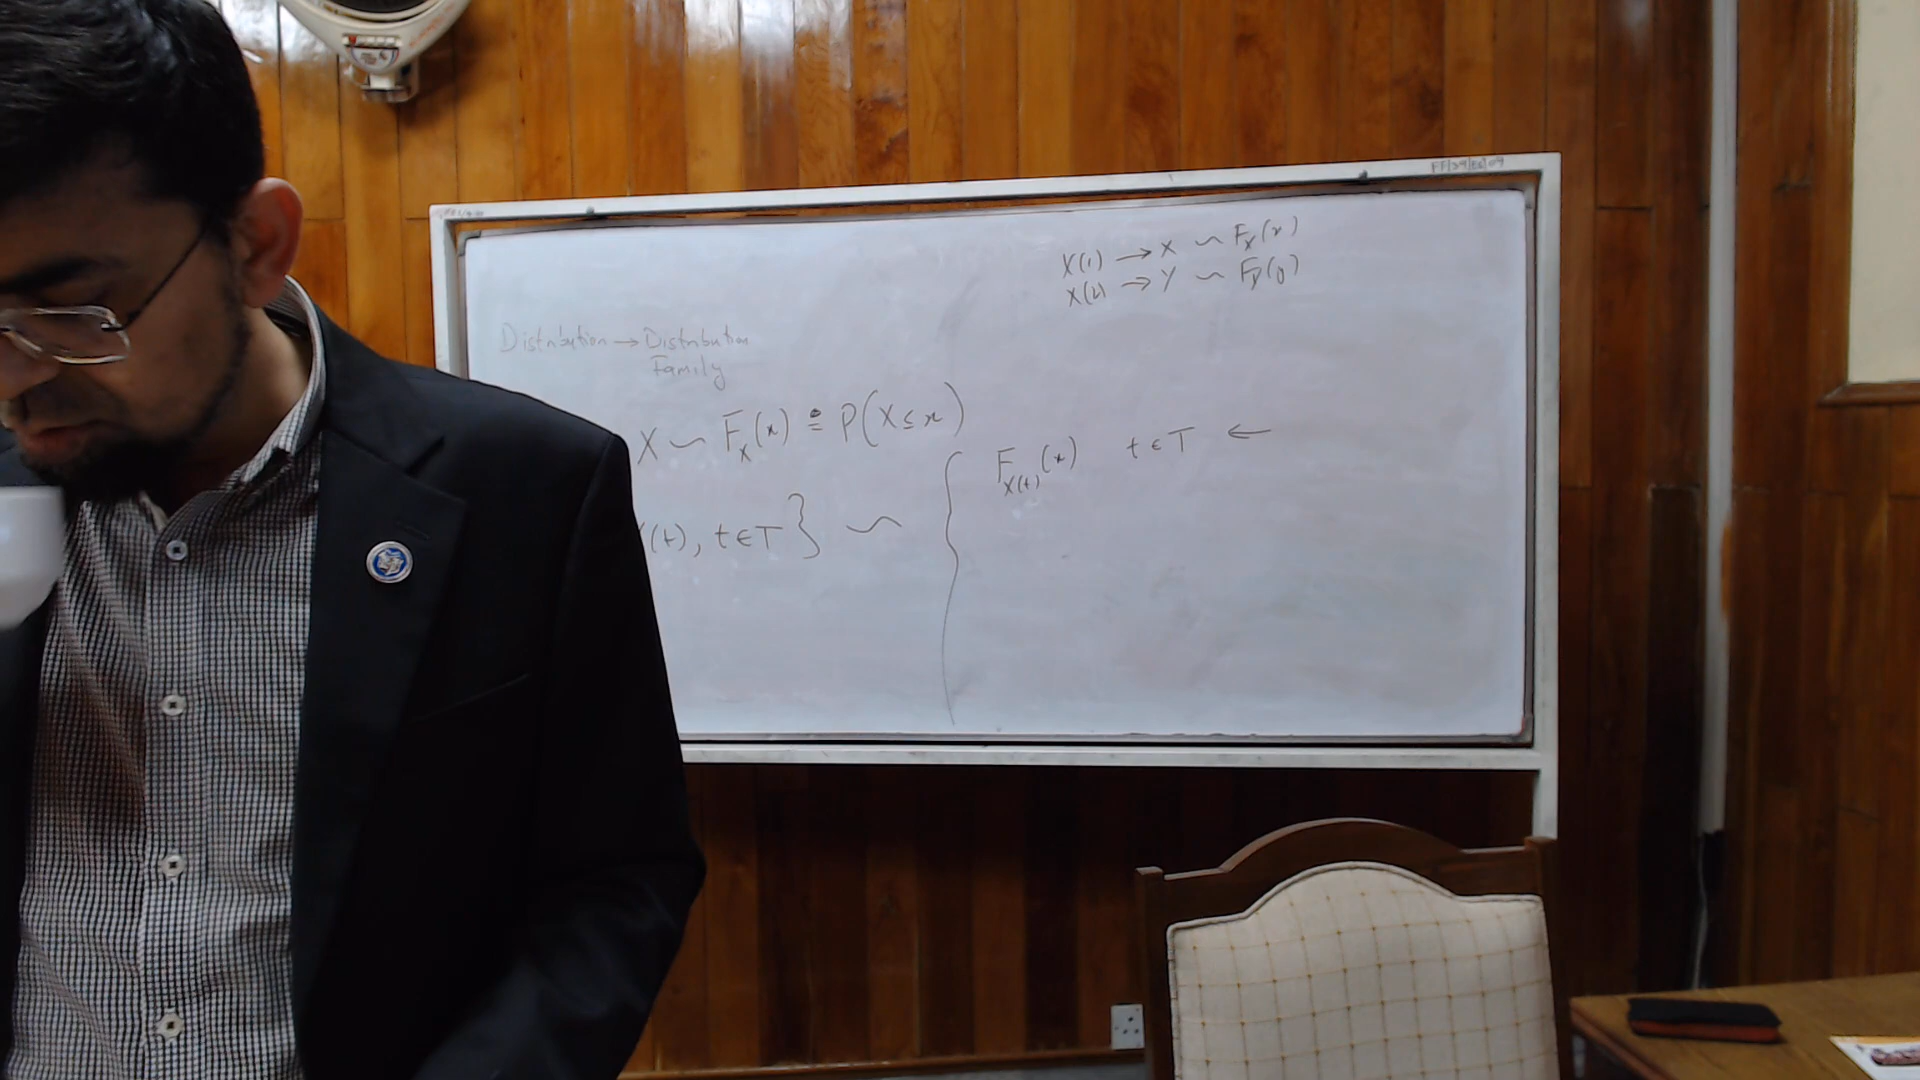 X(1) → X ~ F_X(x)
X(2) → Y ~ F_Y(y)
Distribution → Distribution
Family
X ~ F_X(x) ≐ P(X ≤ x)
(t), t ∈ T } ~ {
F_X(t)(x) t ∈ T ←